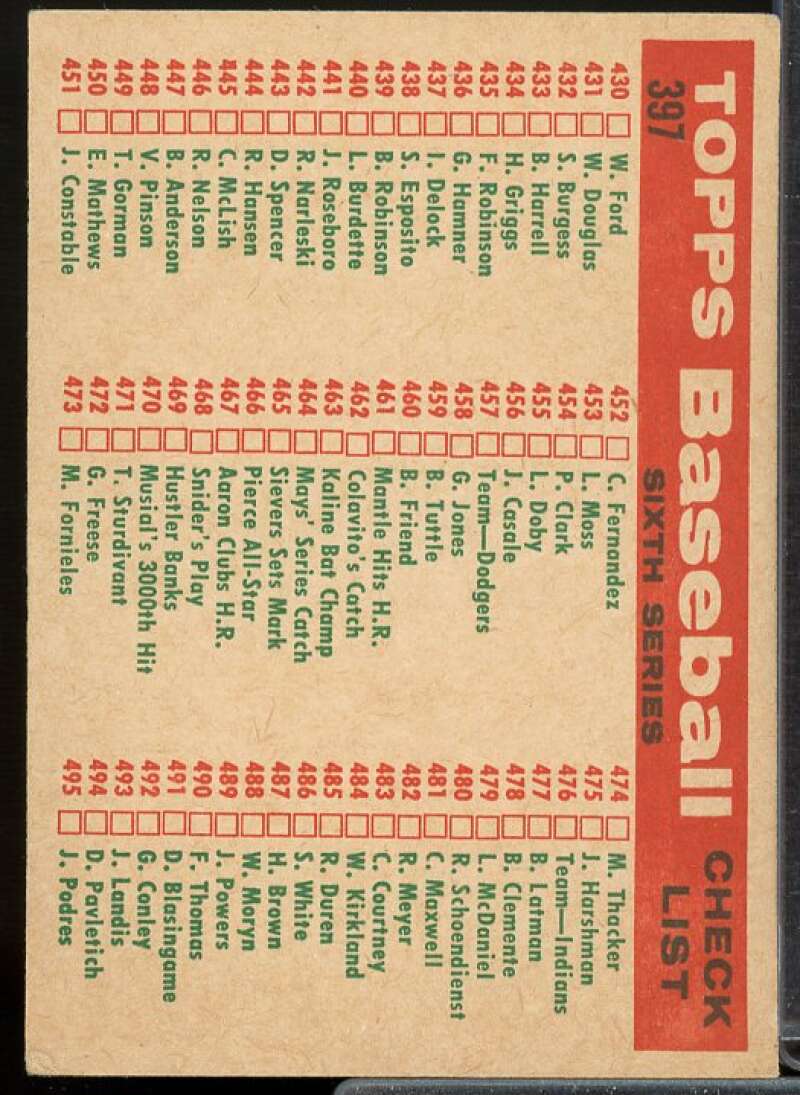 TOPPS Baseball CHECK LIST
397
SIXTH SERIES
430 W. Ford
431 W. Douglas
432 S. Burgess
433 B. Harrell
434 H. Griggs
435 F. Robinson
436 G. Hamner
437 I. Delock
438 S. Esposito
439 B. Robinson
440 L. Burdette
441 J. Roseboro
442 R. Narleski
443 D. Spencer
444 R. Hansen
445 C. McLish
446 R. Nelson
447 B. Anderson
448 V. Pinson
449 T. Gorman
450 E. Mathews
451 J. Constable
452 C. Fernandez
453 L. Moss
454 P. Clark
455 L. Doby
456 J. Casale
457 Team—Dodgers
458 G. Jones
459 B. Tuttle
460 B. Friend
461 Mantle Hits H.R.
462 Colavito's Catch
463 Kaline Bat Champ
464 Mays' Series Catch
465 Sievers Sets Mark
466 Pierce All-Star
467 Aaron Clubs H.R.
468 Snider's Play
469 Hustler Banks
470 Musial's 3000th Hit
471 T. Sturdivant
472 G. Freese
473 M. Fornieles
474 M. Thacker
475 J. Harshman
476 Team—Indians
477 B. Latman
478 B. Clemente
479 L. McDaniel
480 R. Schoendienst
481 C. Maxwell
482 R. Meyer
483 C. Courtney
484 W. Kirkland
485 R. Duren
486 S. White
487 H. Brown
488 W. Moryn
489 J. Powers
490 F. Thomas
491 D. Blasingame
492 G. Conley
493 J. Landis
494 D. Pavletich
495 J. Podres